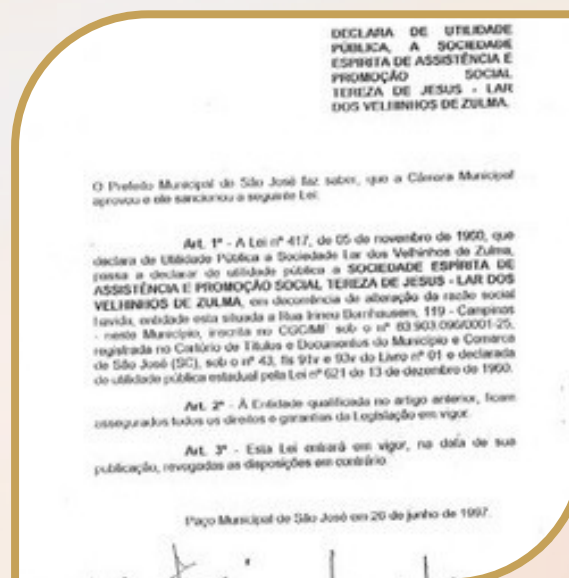 DECLARA DE UTILIDADE
PÚBLICA, A SOCIEDADE
ESPÍRITA DE ASSISTÊNCIA E
PROMOÇÃO SOCIAL
TEREZA DE JESUS - LAR
DOS VELHINHOS DE ZULMA.
O Prefeito Municipal de São José faz saber, que a Câmara Municipal
aprovou e ele sancionou a seguinte Lei:
Art. 1º - A Lei nº 417, de 05 de novembro de 1960, que
declara de Utilidade Pública a Sociedade Lar dos Velhinhos de Zulma,
passa a declarar de utilidade pública a SOCIEDADE ESPÍRITA DE
ASSISTÊNCIA E PROMOÇÃO SOCIAL TEREZA DE JESUS - LAR DOS
VELHINHOS DE ZULMA, em decorrência de alteração da razão social
havida, entidade esta situada a Rua Irineu Bornhausen, 119 - Campinas
- neste Município, inscrita no CGC/MF sob o nº 83.903.096/0001-25,
registrada no Cartório de Títulos e Documentos do Município e Comarca
de São José (SC), sob o nº 43, fls 91v e 93v do Livro nº 01 e declarada
de utilidade pública estadual pela Lei nº 621 de 13 de dezembro de 1960.
Art. 2º - À Entidade qualificada no artigo anterior, ficam
assegurados todos os direitos e garantias da Legislação em vigor.
Art. 3º - Esta Lei entrará em vigor, na data de sua
publicação, revogadas as disposições em contrário.
Paço Municipal de São José em 26 de junho de 1997.